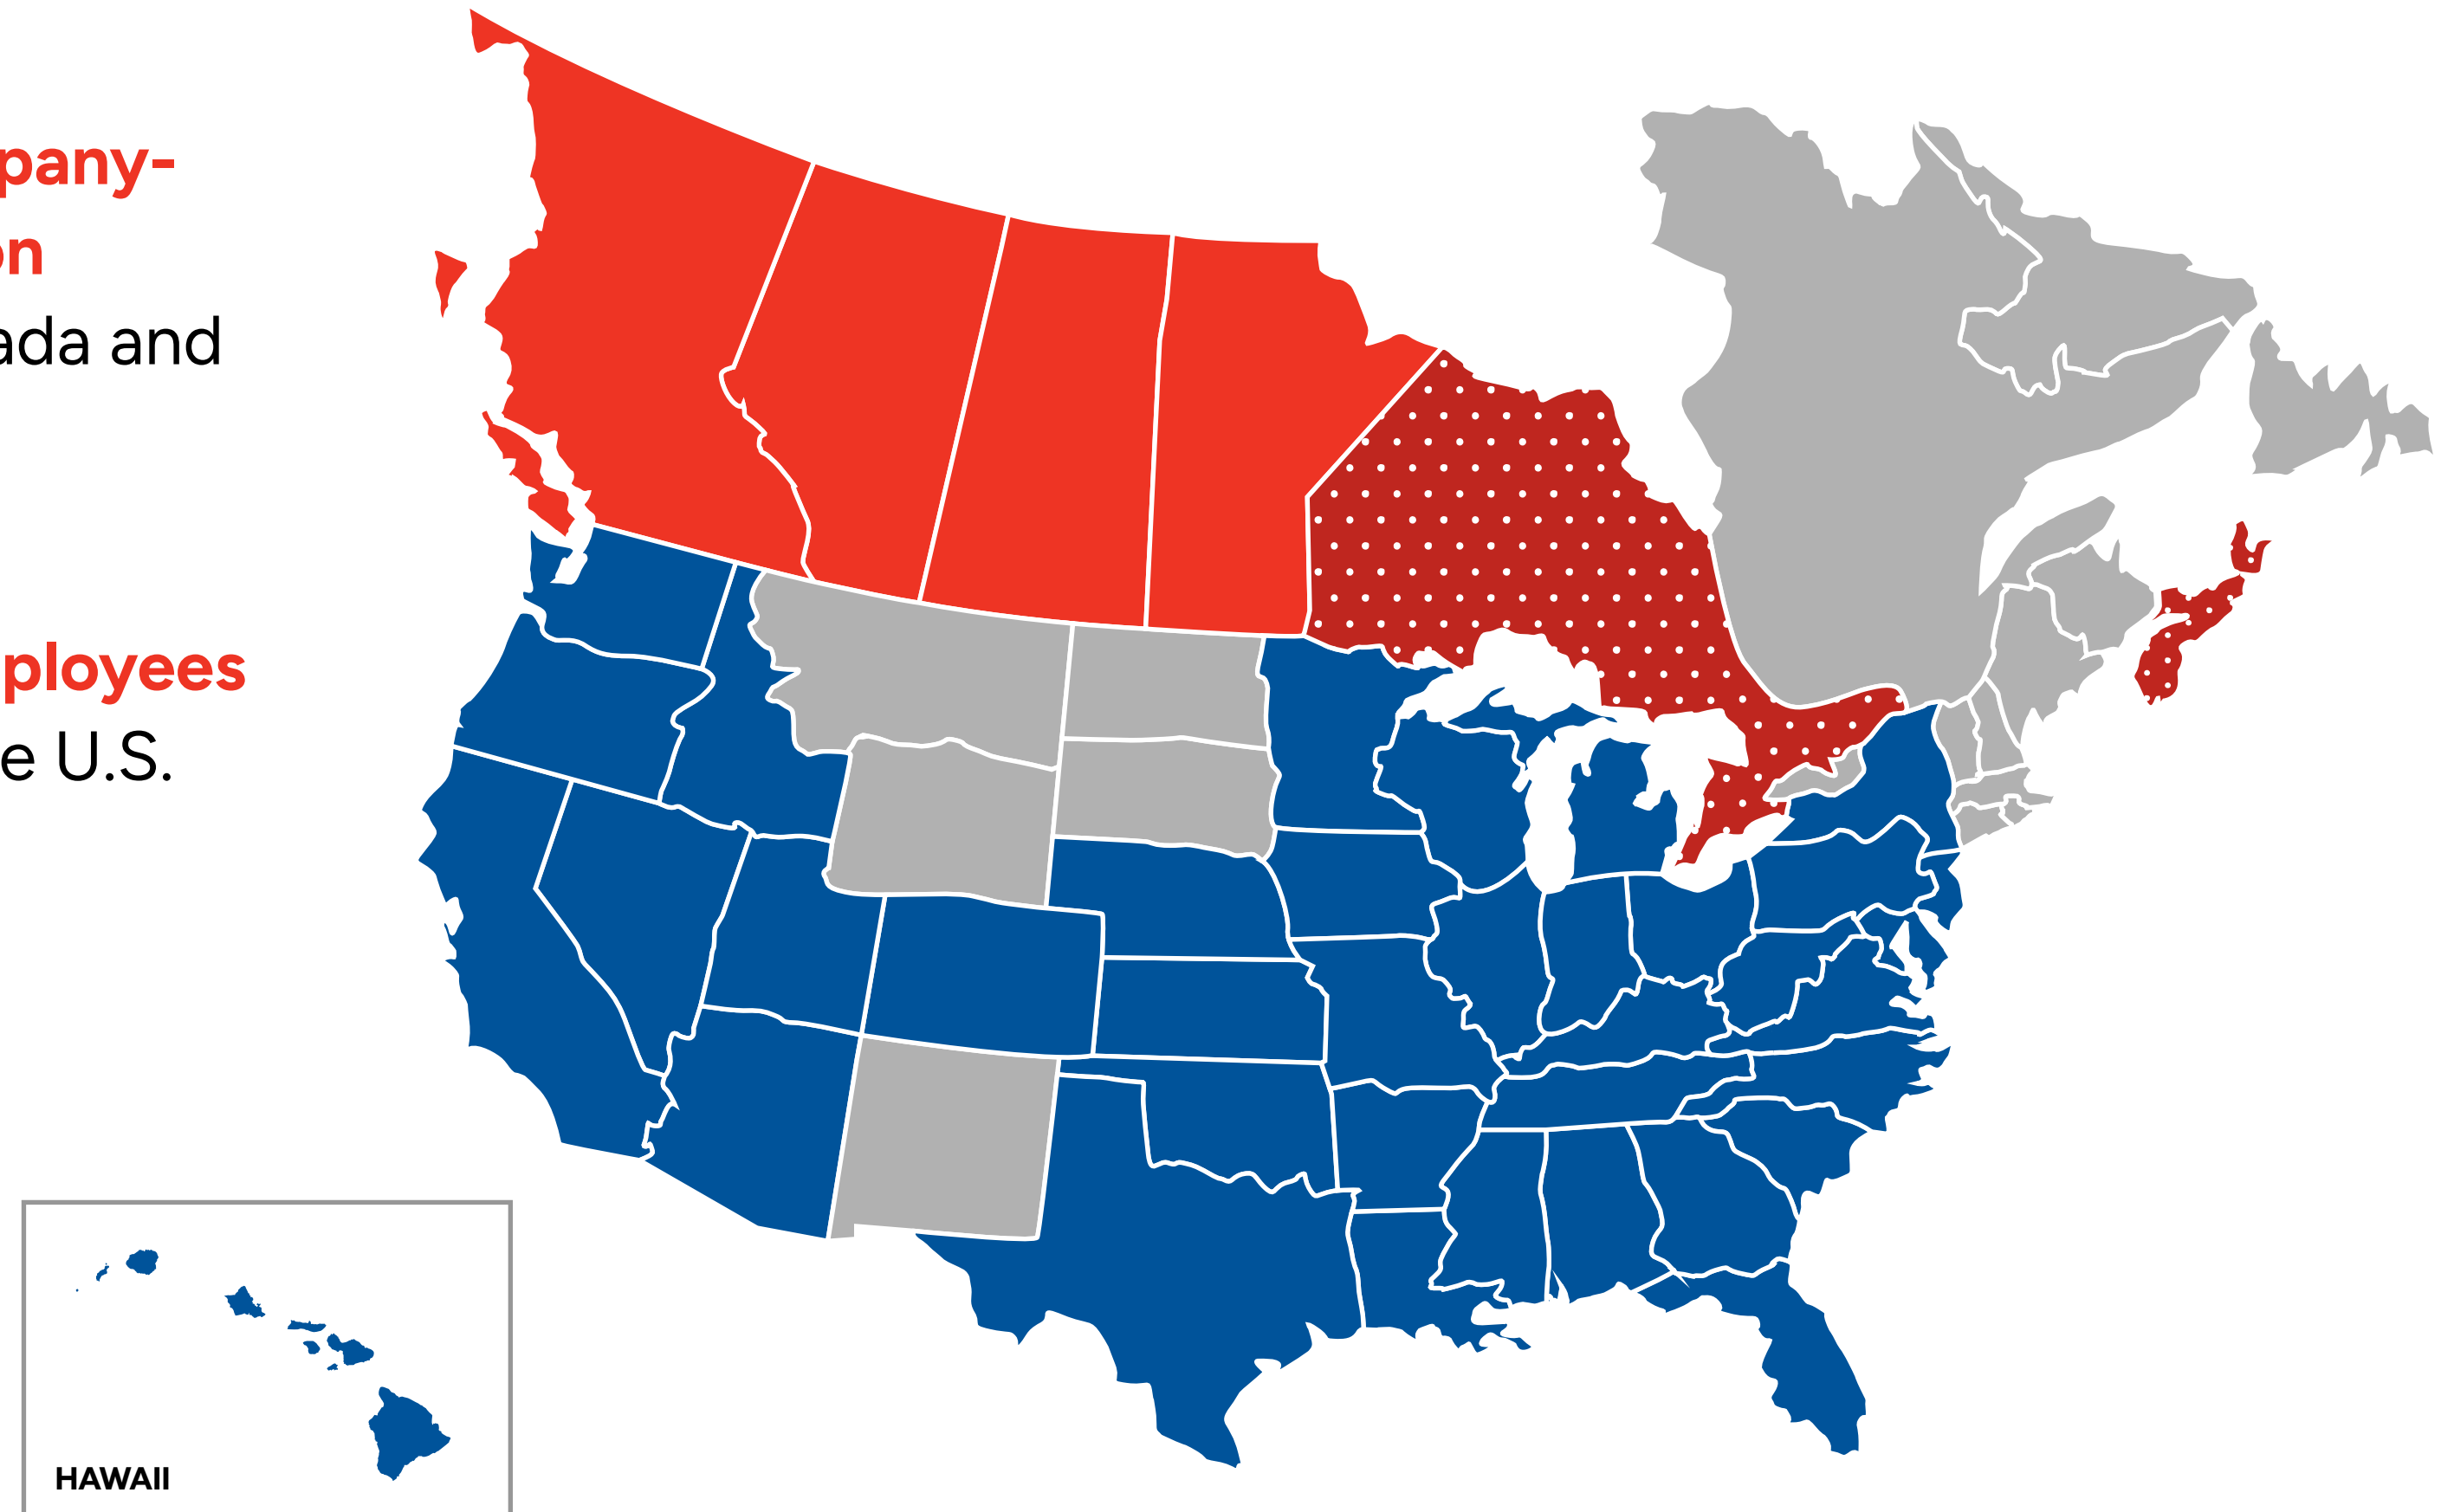 pany-
n
ada and
ployees
e U.S.
HAWAII